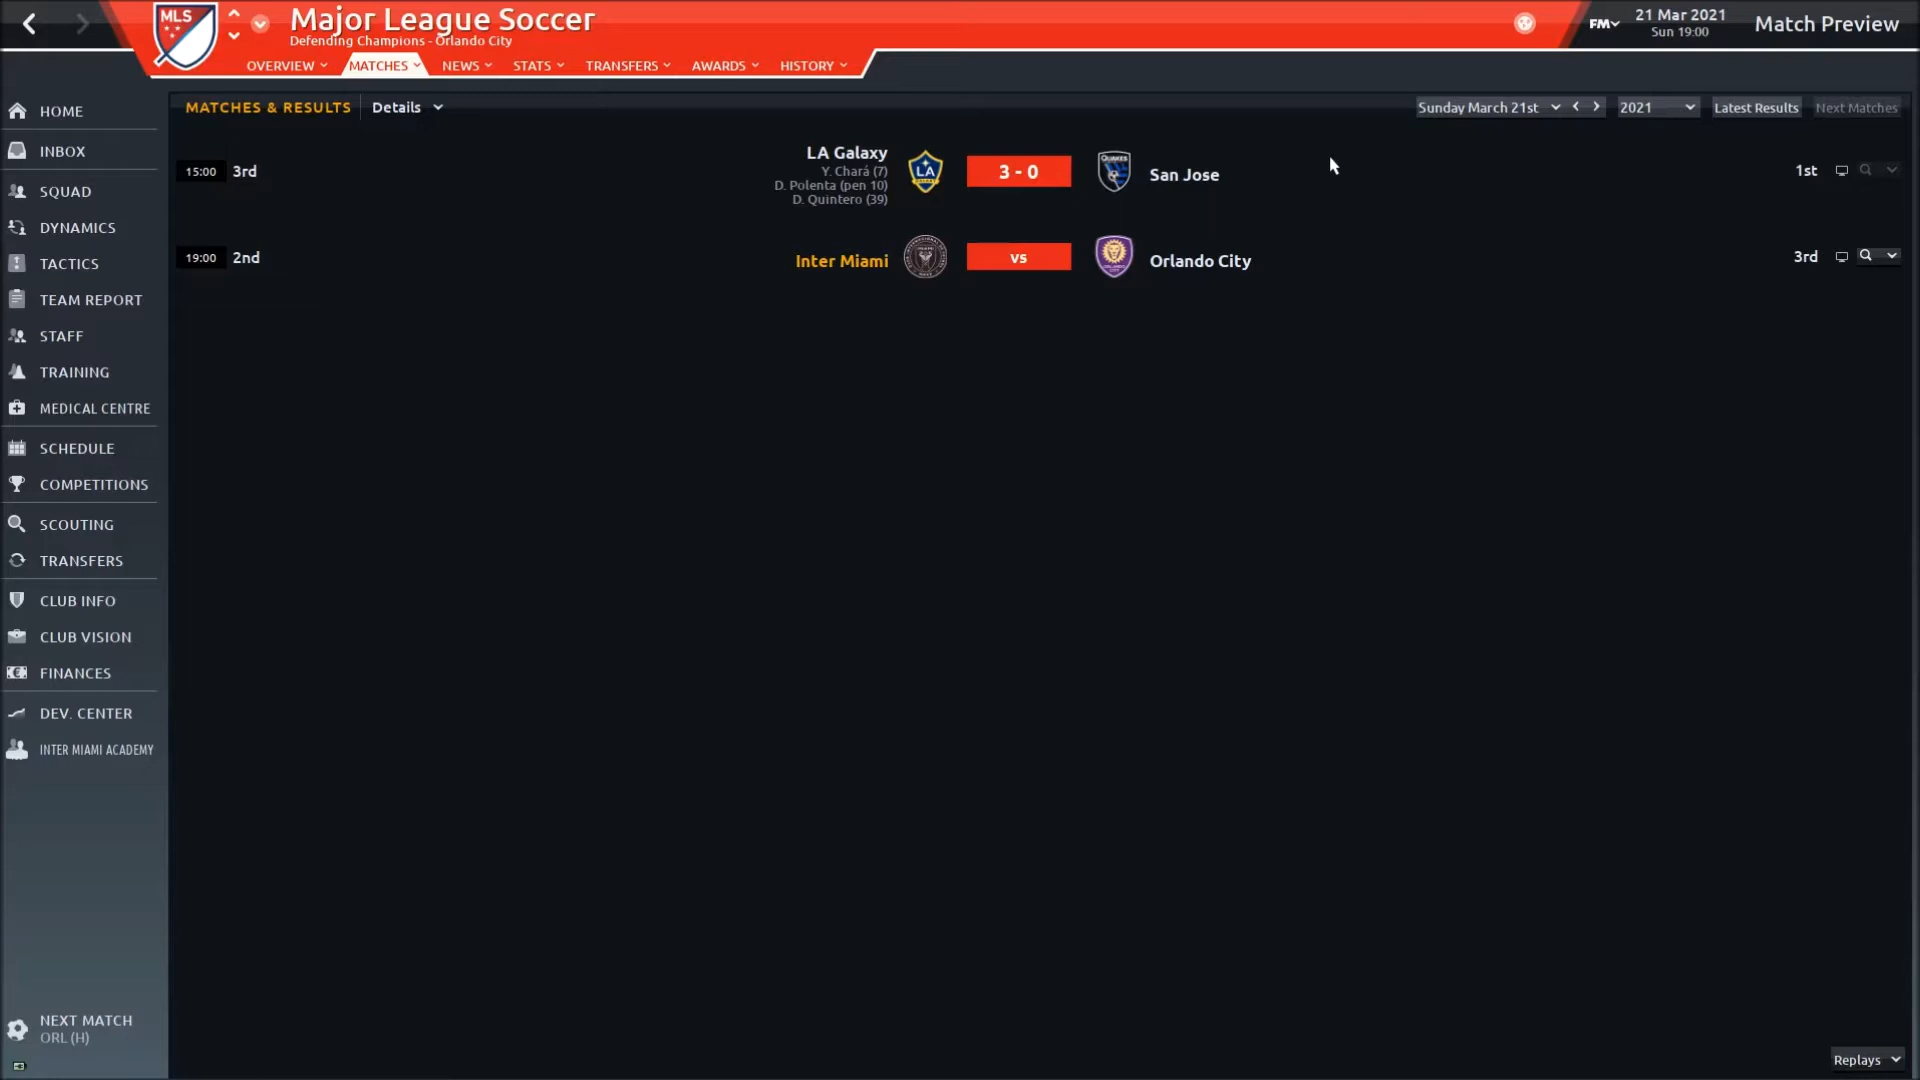 MLS
Major League Soccer
Defending Champions - Orlando City
FM
21 Mar 2021
Sun 19:00
Match Preview
OVERVIEW
MATCHES
NEWS
STATS
TRANSFERS
AWARDS
HISTORY
HOME
INBOX
SQUAD
DYNAMICS
TACTICS
TEAM REPORT
STAFF
TRAINING
MEDICAL CENTRE
SCHEDULE
COMPETITIONS
SCOUTING
TRANSFERS
CLUB INFO
CLUB VISION
FINANCES
DEV. CENTER
INTER MIAMI ACADEMY
NEXT MATCH
ORL (H)
MATCHES & RESULTS
Details
Sunday March 21st
2021
Latest Results
Next Matches
15:00 3rd LA Galaxy LA 3 - 0 QUAKES San Jose 1st
Y. Chará (7)
D. Polenta (pen 10)
D. Quintero (39)
19:00 2nd Inter Miami vs Orlando City 3rd
Replays